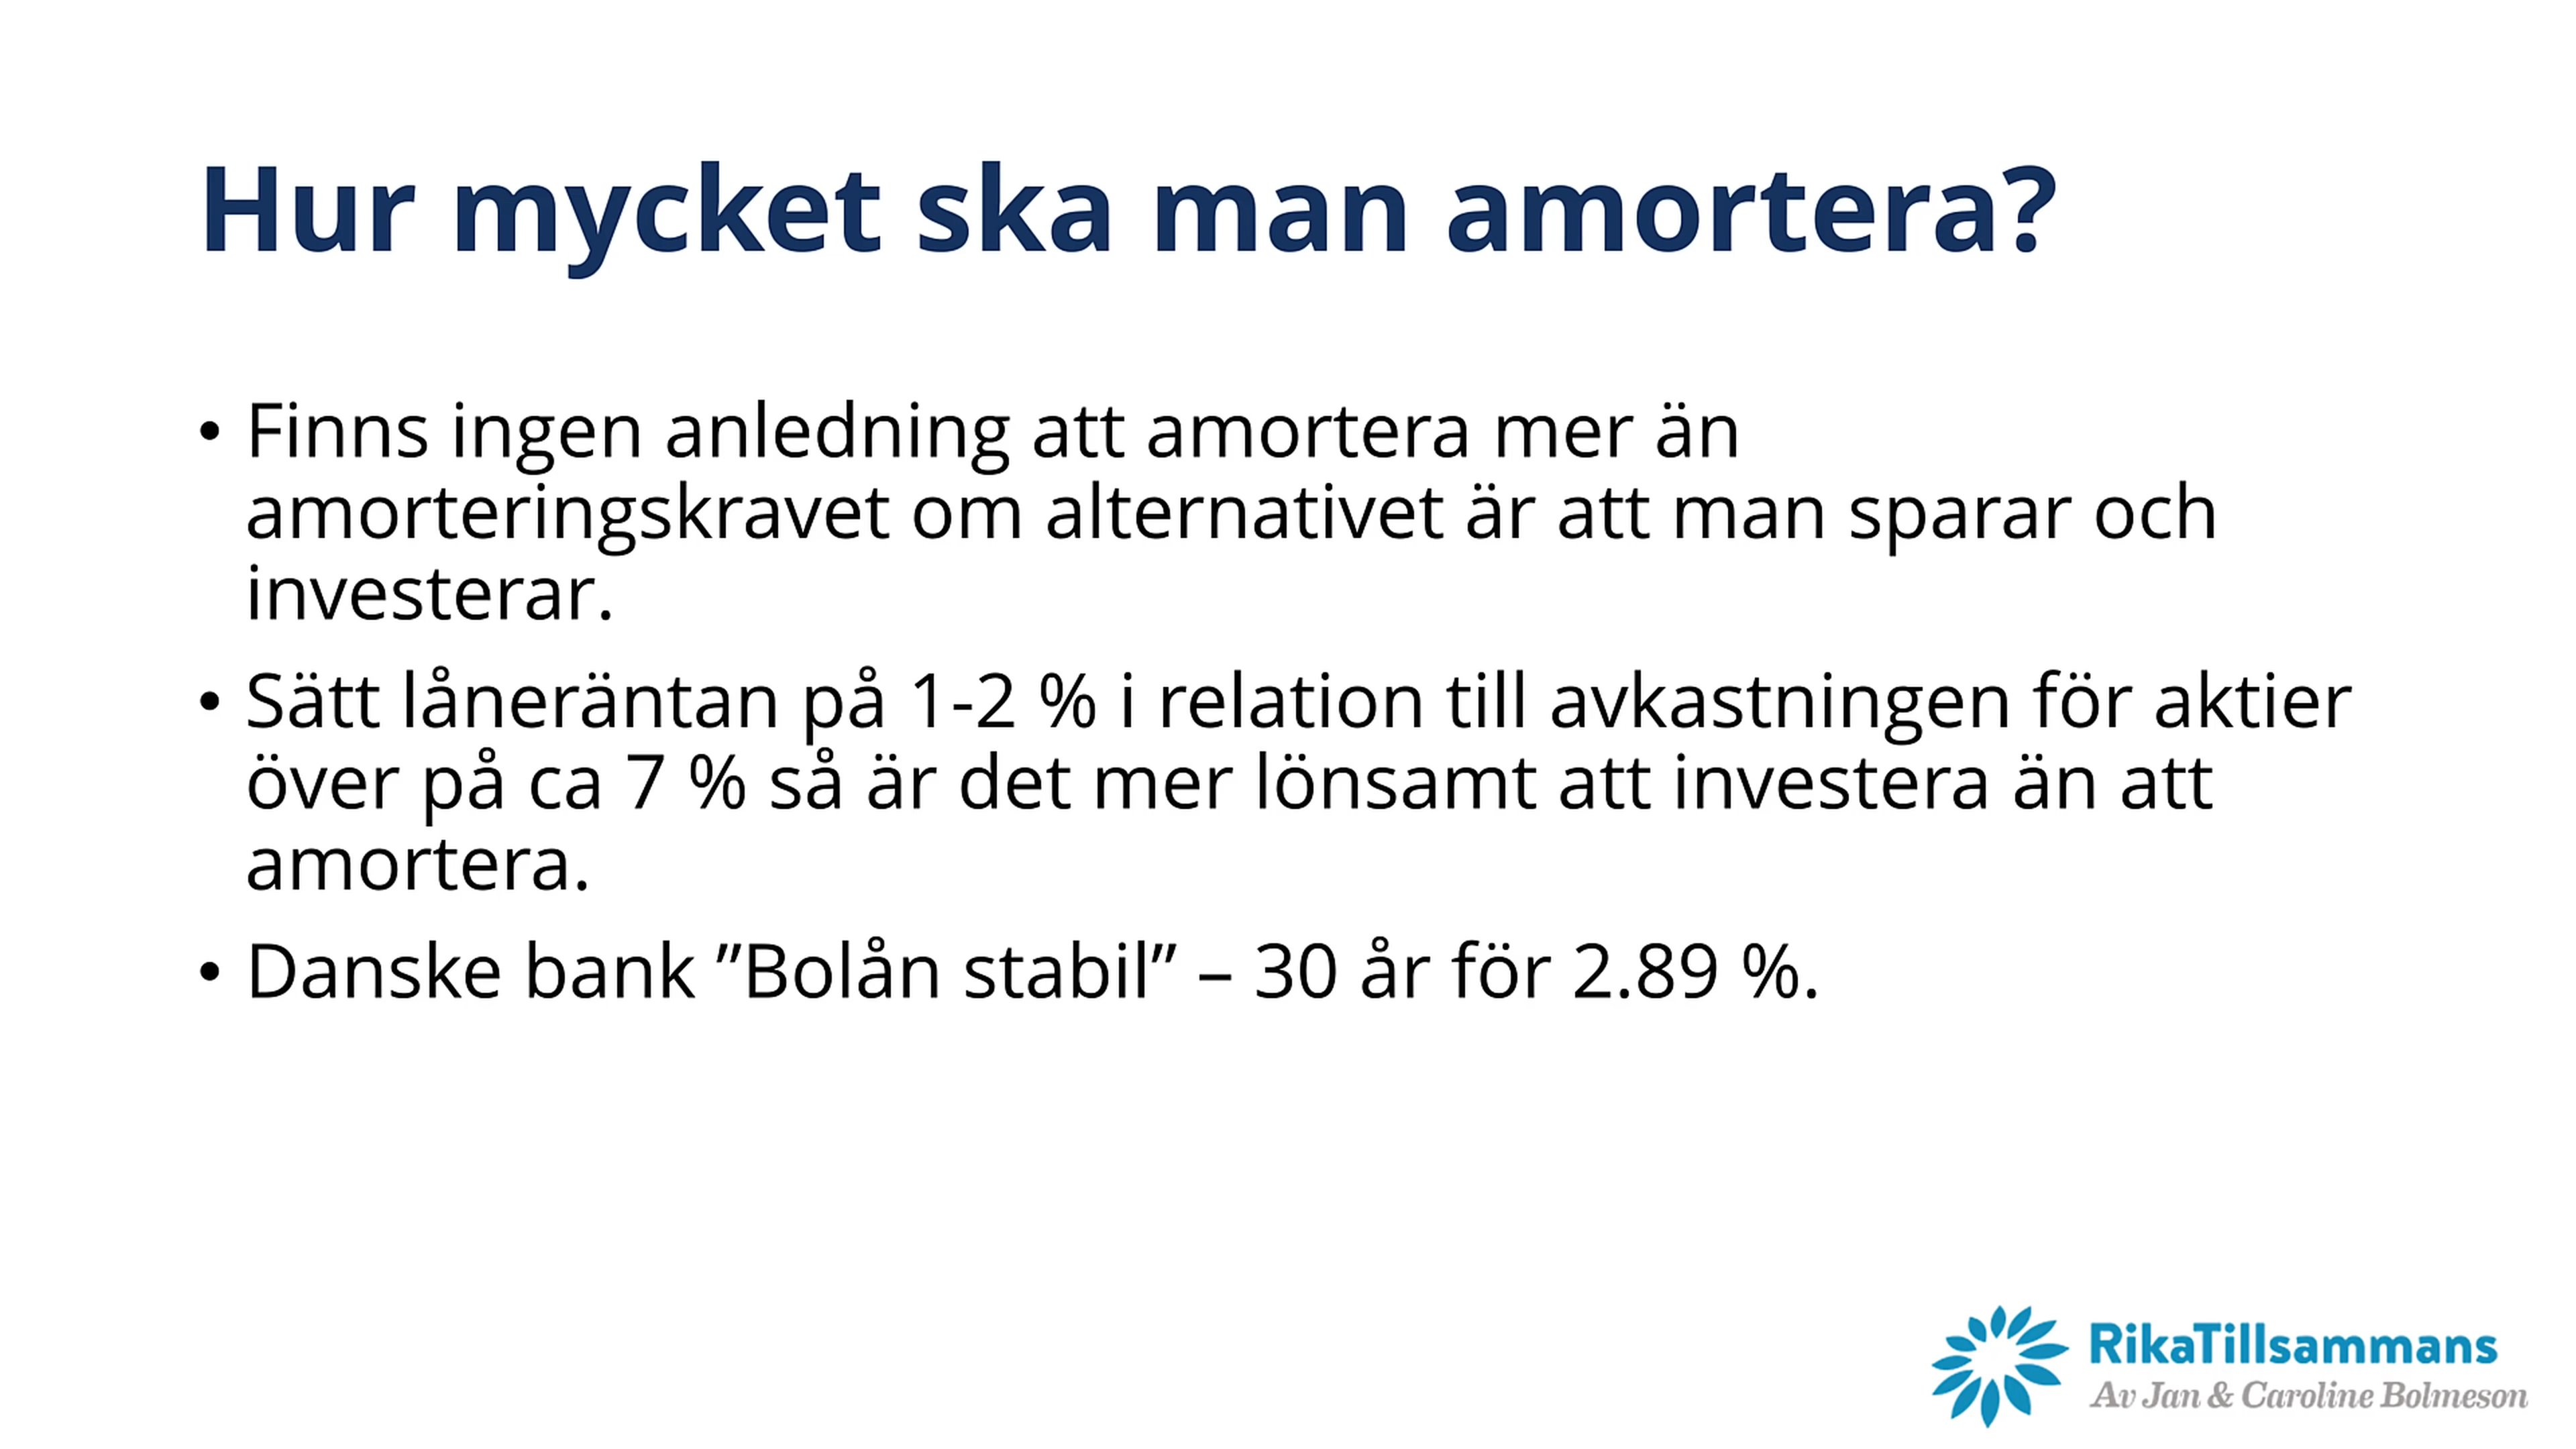 Hur mycket ska man amortera?
• Finns ingen anledning att amortera mer än
amorteringskravet om alternativet är att man sparar och
investerar.
• Sätt låneräntan på 1-2 % i relation till avkastningen för aktier
över på ca 7 % så är det mer lönsamt att investera än att
amortera.
• Danske bank ”Bolån stabil” – 30 år för 2.89 %.
RikaTillsammans
Av Jan & Caroline Bolmeson